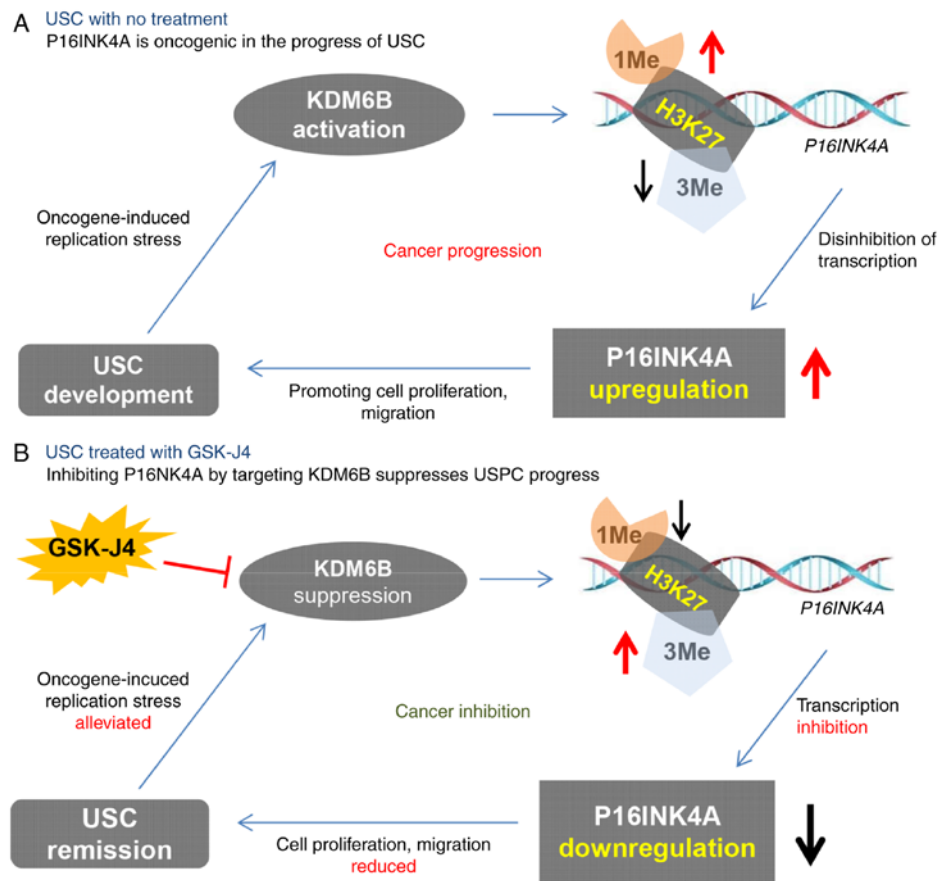 A
USC with no treatment
P16INK4A is oncogenic in the progress of USC
1Me
KDM6B
activation
H3K27
P16INK4A
3Me
Oncogene-induced
replication stress
Cancer progression
Disinhibition of
transcription
USC
development
P16INK4A
upregulation
Promoting cell proliferation,
migration
B
USC treated with GSK-J4
Inhibiting P16NK4A by targeting KDM6B suppresses USPC progress
GSK-J4
1Me
KDM6B
suppression
H3K27
P16INK4A
3Me
Oncogene-incuced
replication stress
alleviated
Cancer inhibition
Transcription
inhibition
USC
remission
P16INK4A
downregulation
Cell proliferation, migration
reduced